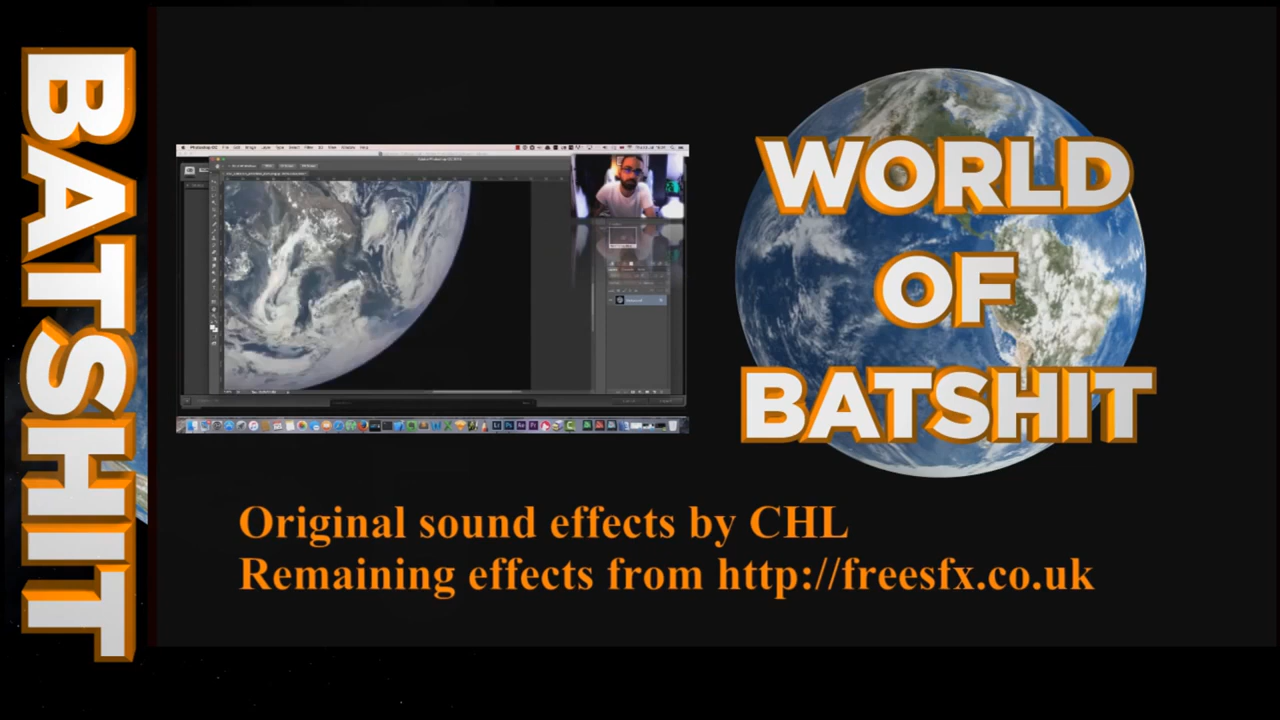 BATSHIT
WORLD
OF
BATSHIT
Original sound effects by CHL
Remaining effects from http://freesfx.co.uk